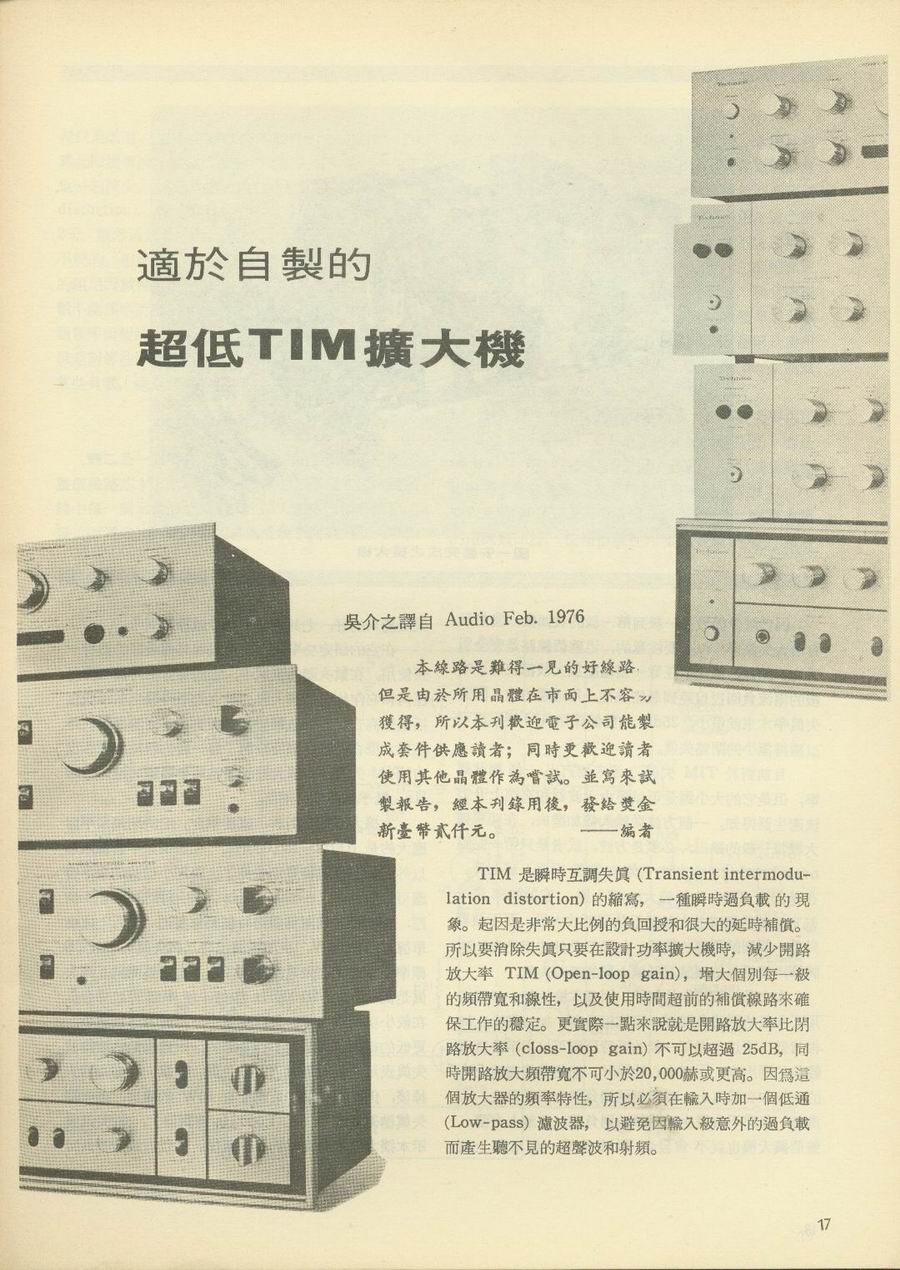 適於自製的
超低TIM擴大機
吳介之譯自 Audio Feb. 1976
本線路是難得一見的好線路,
但是由於所用晶體在市面上不容易
獲得，所以本刊歡迎電子公司能製
成套件供應讀者；同時更歡迎讀者
使用其他晶體作為嘗試。並寫來試
製報告，經本刊錄用後，發給獎金
新臺幣貳仟元。 ——編者
TIM 是瞬時互調失眞 (Transient intermodu-
lation distortion) 的縮寫，一種瞬時過負載的現
象。起因是非常大比例的負回授和很大的延時補償。
所以要消除失眞只要在設計功率擴大機時，減少開路
放大率 TIM (Open-loop gain)，增大個別每一級
的頻帶寬和線性，以及使用時間超前的補償線路來確
保工作的穩定。更實際一點來說就是開路放大率比閉
路放大率 (closs-loop gain) 不可以超過 25dB，同
時開路放大頻帶寬不可小於20,000赫或更高。因爲這
個放大器的頻率特性，所以必須在輸入時加一個低通
(Low-pass) 濾波器，以避免因輸入級意外的過負載
而產生聽不見的超聲波和射頻。
17
Technics
Technics
Technics
Technics